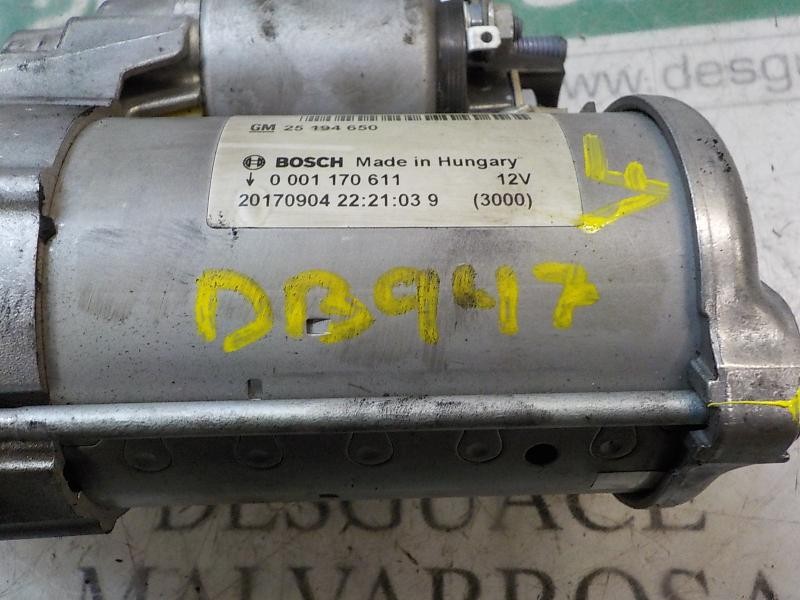 www.desgu
GM 25 194 650
BOSCH Made in Hungary
0 001 170 611 12V
20170904 22:21:03 9 (3000)
DB947
DESGUACE
MALVARROSA